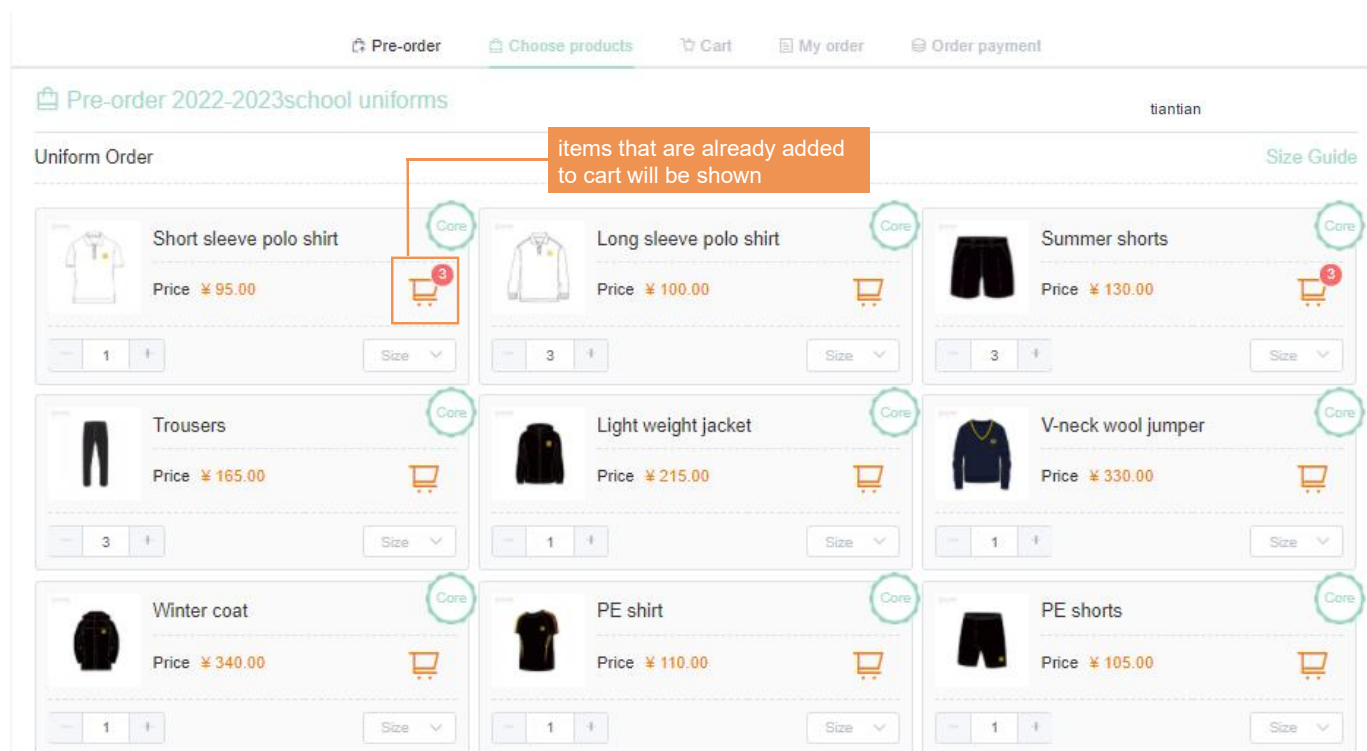 Pre-order Choose products Cart My order Order payment
Pre-order 2022-2023school uniforms
tiantian
items that are already added
to cart will be shown
Uniform Order
Size Guide
Short sleeve polo shirt
Core
Price ¥ 95.00
3
1
Size
Long sleeve polo shirt
Core
Price ¥ 100.00
3
Size
Summer shorts
Core
Price ¥ 130.00
3
3
Size
Trousers
Core
Price ¥ 165.00
3
Size
Light weight jacket
Core
Price ¥ 215.00
1
Size
V-neck wool jumper
Core
Price ¥ 330.00
1
Size
Winter coat
Core
Price ¥ 340.00
1
Size
PE shirt
Core
Price ¥ 110.00
1
Size
PE shorts
Core
Price ¥ 105.00
1
Size